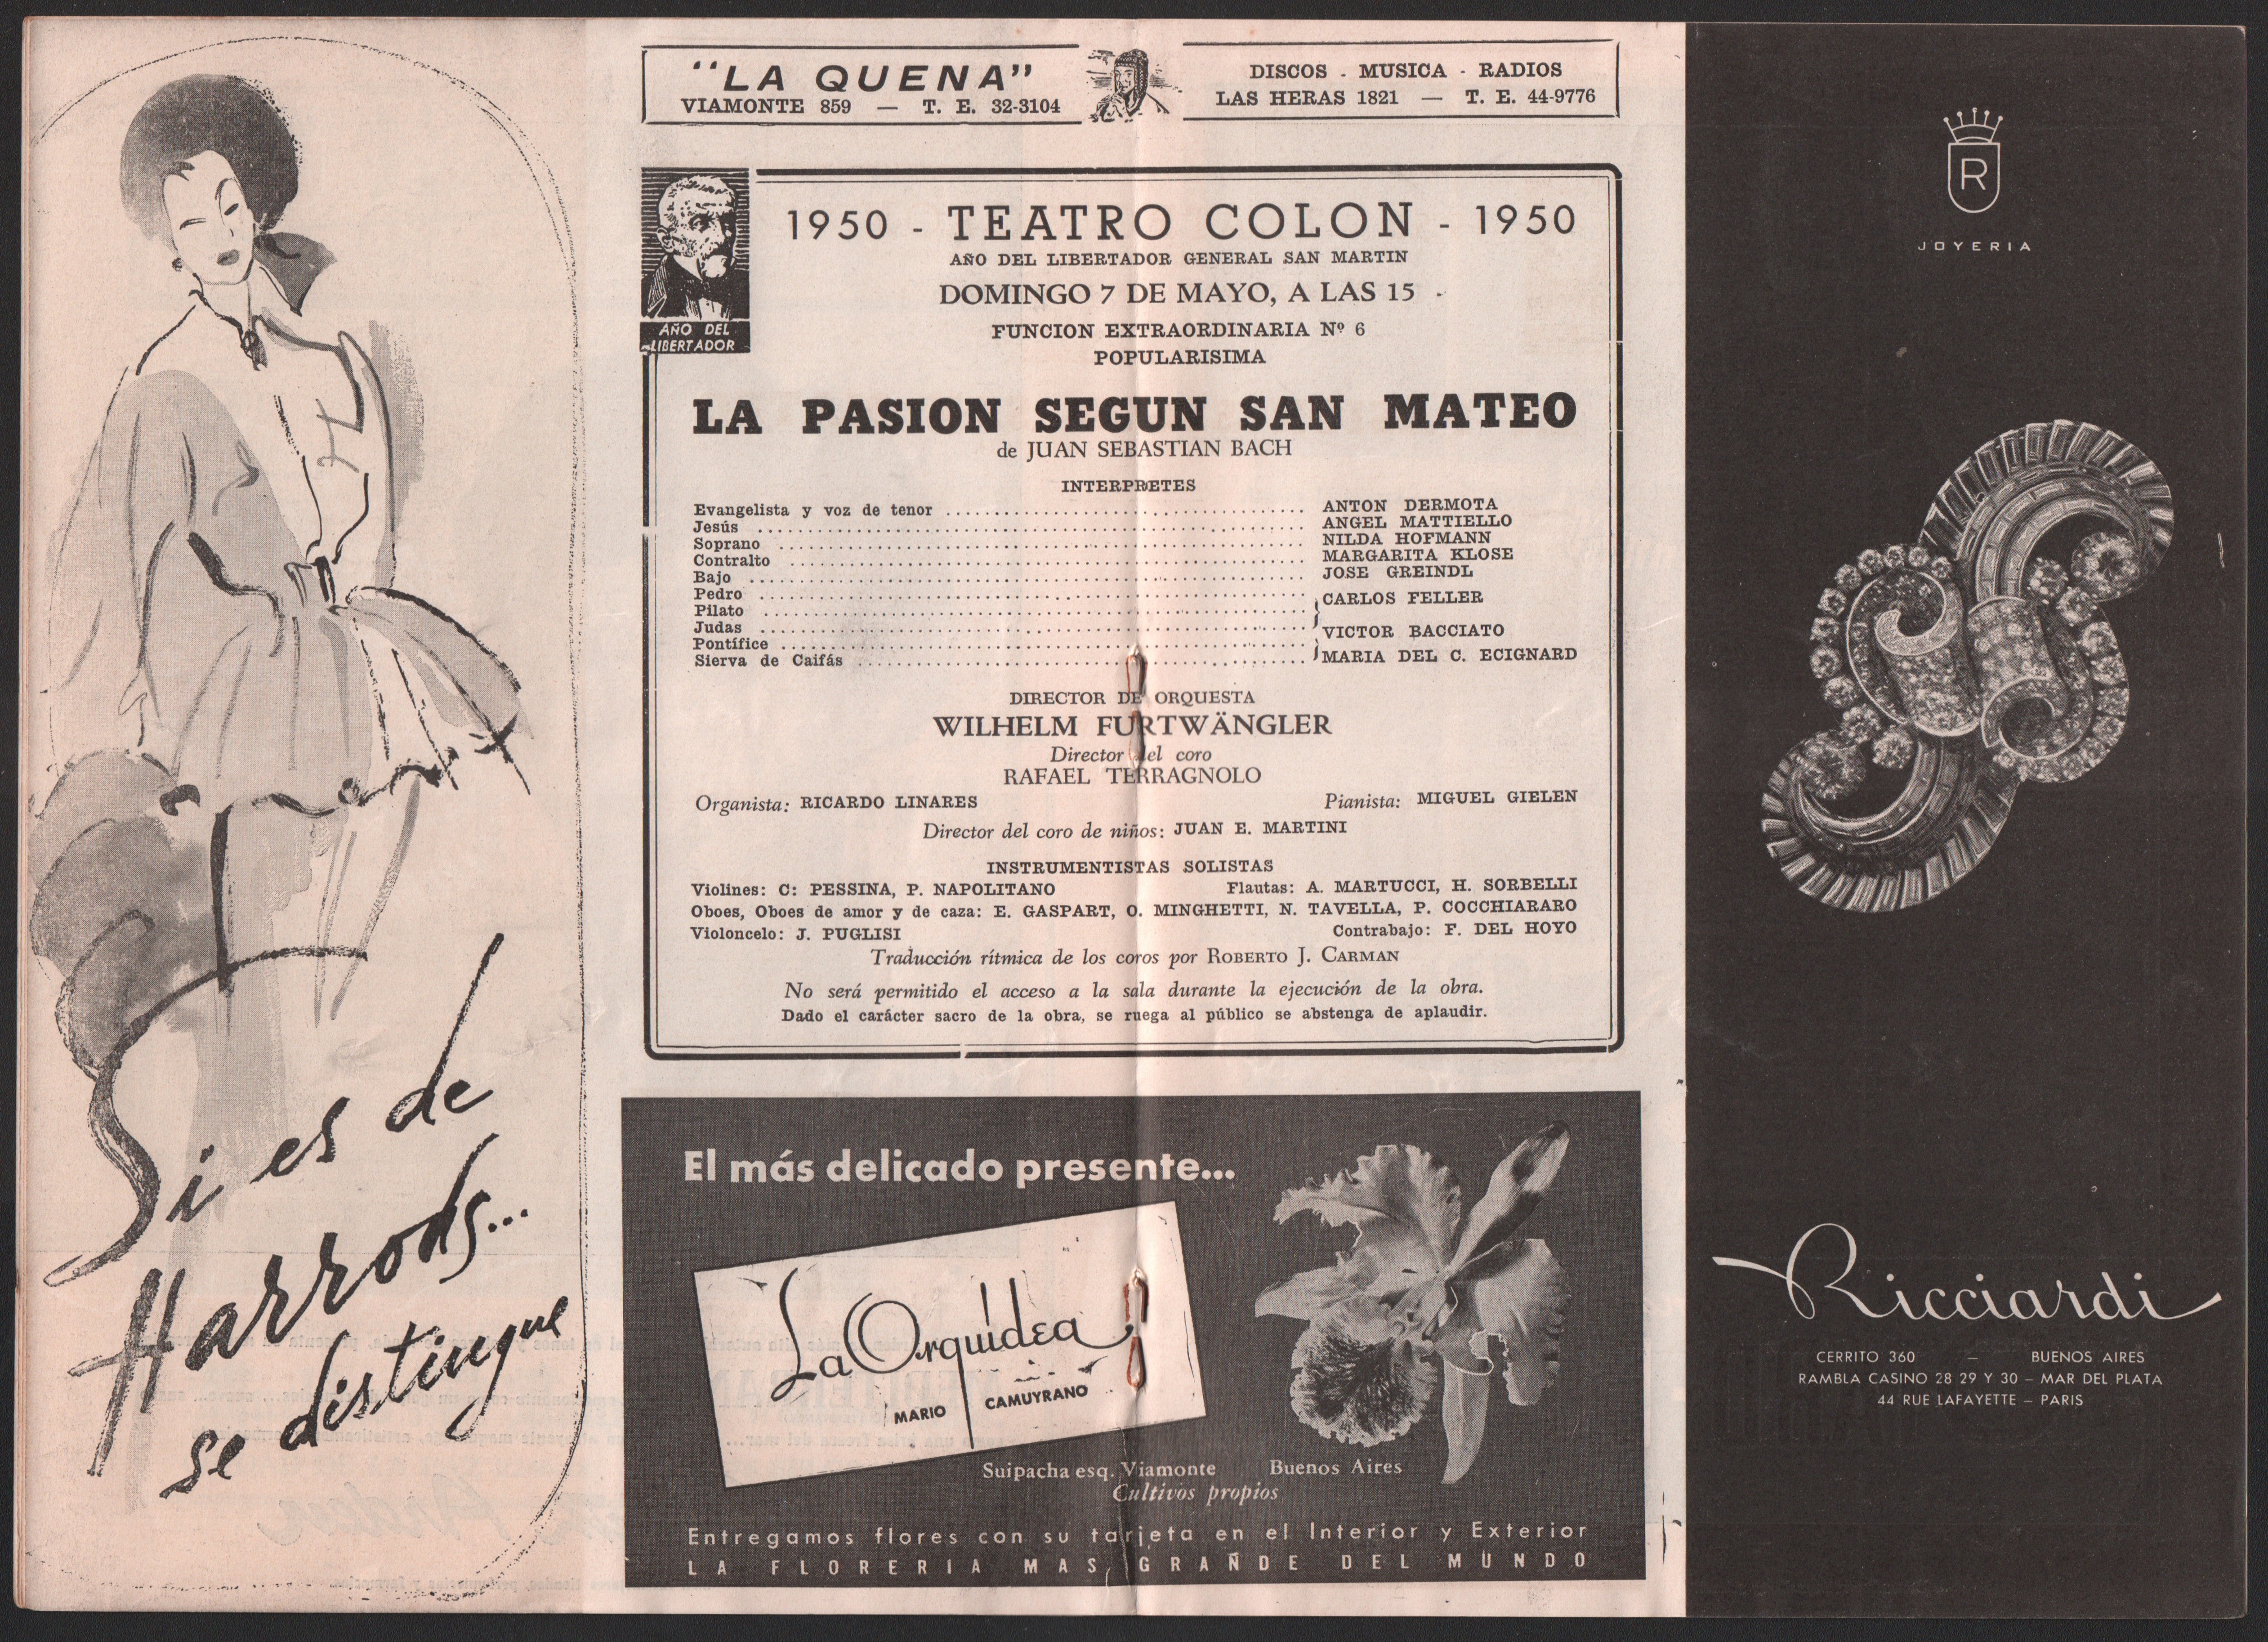 Si es de
Harrods...
se distingue
"LA QUENA"
VIAMONTE 859 — T. E. 32-3104
DISCOS - MUSICA - RADIOS
LAS HERAS 1821 — T. E. 44-9776
AÑO DEL
LIBERTADOR
1950 - TEATRO COLON - 1950
AÑO DEL LIBERTADOR GENERAL SAN MARTIN
DOMINGO 7 DE MAYO, A LAS 15
FUNCION EXTRAORDINARIA Nº 6
POPULARISIMA
LA PASION SEGUN SAN MATEO
de JUAN SEBASTIAN BACH
INTERPRETES
Evangelista y voz de tenor ........ ANTON DERMOTA
Jesús ........ ANGEL MATTIELLO
Soprano ........ NILDA HOFMANN
Contralto ........ MARGARITA KLOSE
Bajo ........ JOSE GREINDL
Pedro ........
Pilato ........ CARLOS FELLER
Judas ........
Pontífice ........ VICTOR BACCIATO
Sierva de Caifás ........ MARIA DEL C. ECIGNARD
DIRECTOR DE ORQUESTA
WILHELM FURTWÄNGLER
Director del coro
RAFAEL TERRAGNOLO
Organista: RICARDO LINARES Pianista: MIGUEL GIELEN
Director del coro de niños: JUAN E. MARTINI
INSTRUMENTISTAS SOLISTAS
Violines: C: PESSINA, P. NAPOLITANO Flautas: A. MARTUCCI, H. SORBELLI
Oboes, Oboes de amor y de caza: E. GASPART, O. MINGHETTI, N. TAVELLA, P. COCCHIARARO
Violoncelo: J. PUGLISI Contrabajo: F. DEL HOYO
Traducción rítmica de los coros por ROBERTO J. CARMAN
No será permitido el acceso a la sala durante la ejecución de la obra.
Dado el carácter sacro de la obra, se ruega al público se abstenga de aplaudir.
El más delicado presente...
La Orquídea
MARIO CAMUYRANO
Suipacha esq. Viamonte Buenos Aires
Cultivos propios
Entregamos flores con su tarjeta en el Interior y Exterior
LA FLORERIA MAS GRANDE DEL MUNDO
R
JOYERIA
Ricciardi
CERRITO 360 — BUENOS AIRES
RAMBLA CASINO 28 29 Y 30 — MAR DEL PLATA
44 RUE LAFAYETTE — PARIS